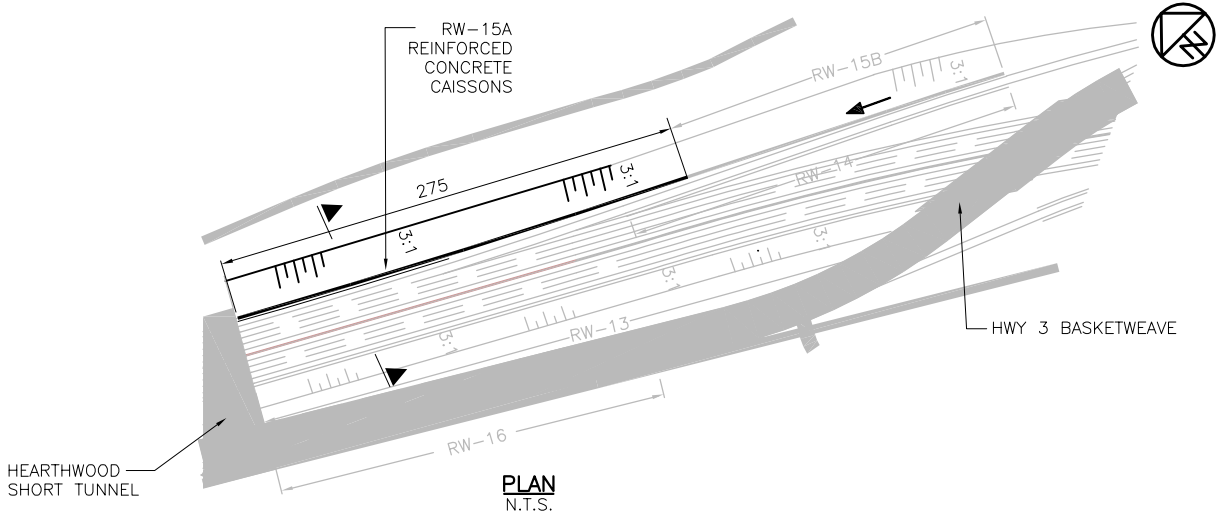 RW-15A
REINFORCED
CONCRETE
CAISSONS
RW-15B
3:1
N
RW-14
275
3:1
3:1
3:1
3:1
RW-13
3:1
HWY 3 BASKETWEAVE
RW-16
HEARTHWOOD
SHORT TUNNEL
PLAN
N.T.S.